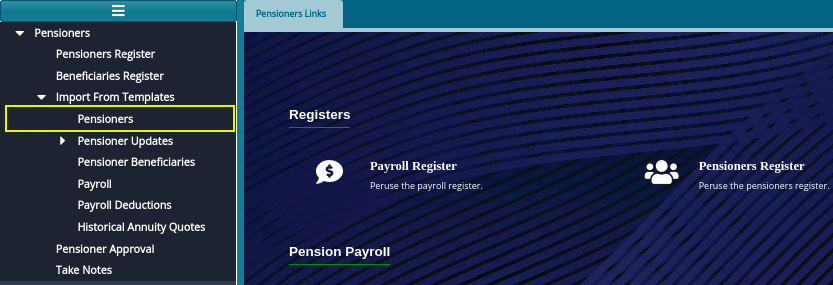 Pensioners
Pensioners Register
Beneficiaries Register
Import From Templates
Pensioners
Pensioner Updates
Pensioner Beneficiaries
Payroll
Payroll Deductions
Historical Annuity Quotes
Pensioner Approval
Take Notes
Pensioners Links
Registers
Payroll Register
Peruse the payroll register.
Pensioners Register
Peruse the pensioners register.
Pension Payroll